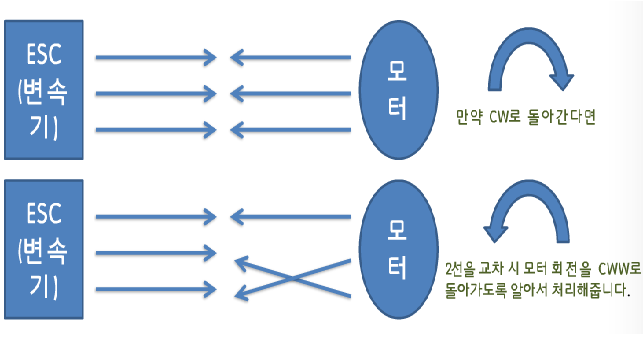 ESC
(변속
기)
모
터
만약 CW로 돌아간다면
ESC
(변속
기)
모
터
2선을 교차 시 모터 회전을 CWW로
돌아가도록 알아서 처리해줍니다.